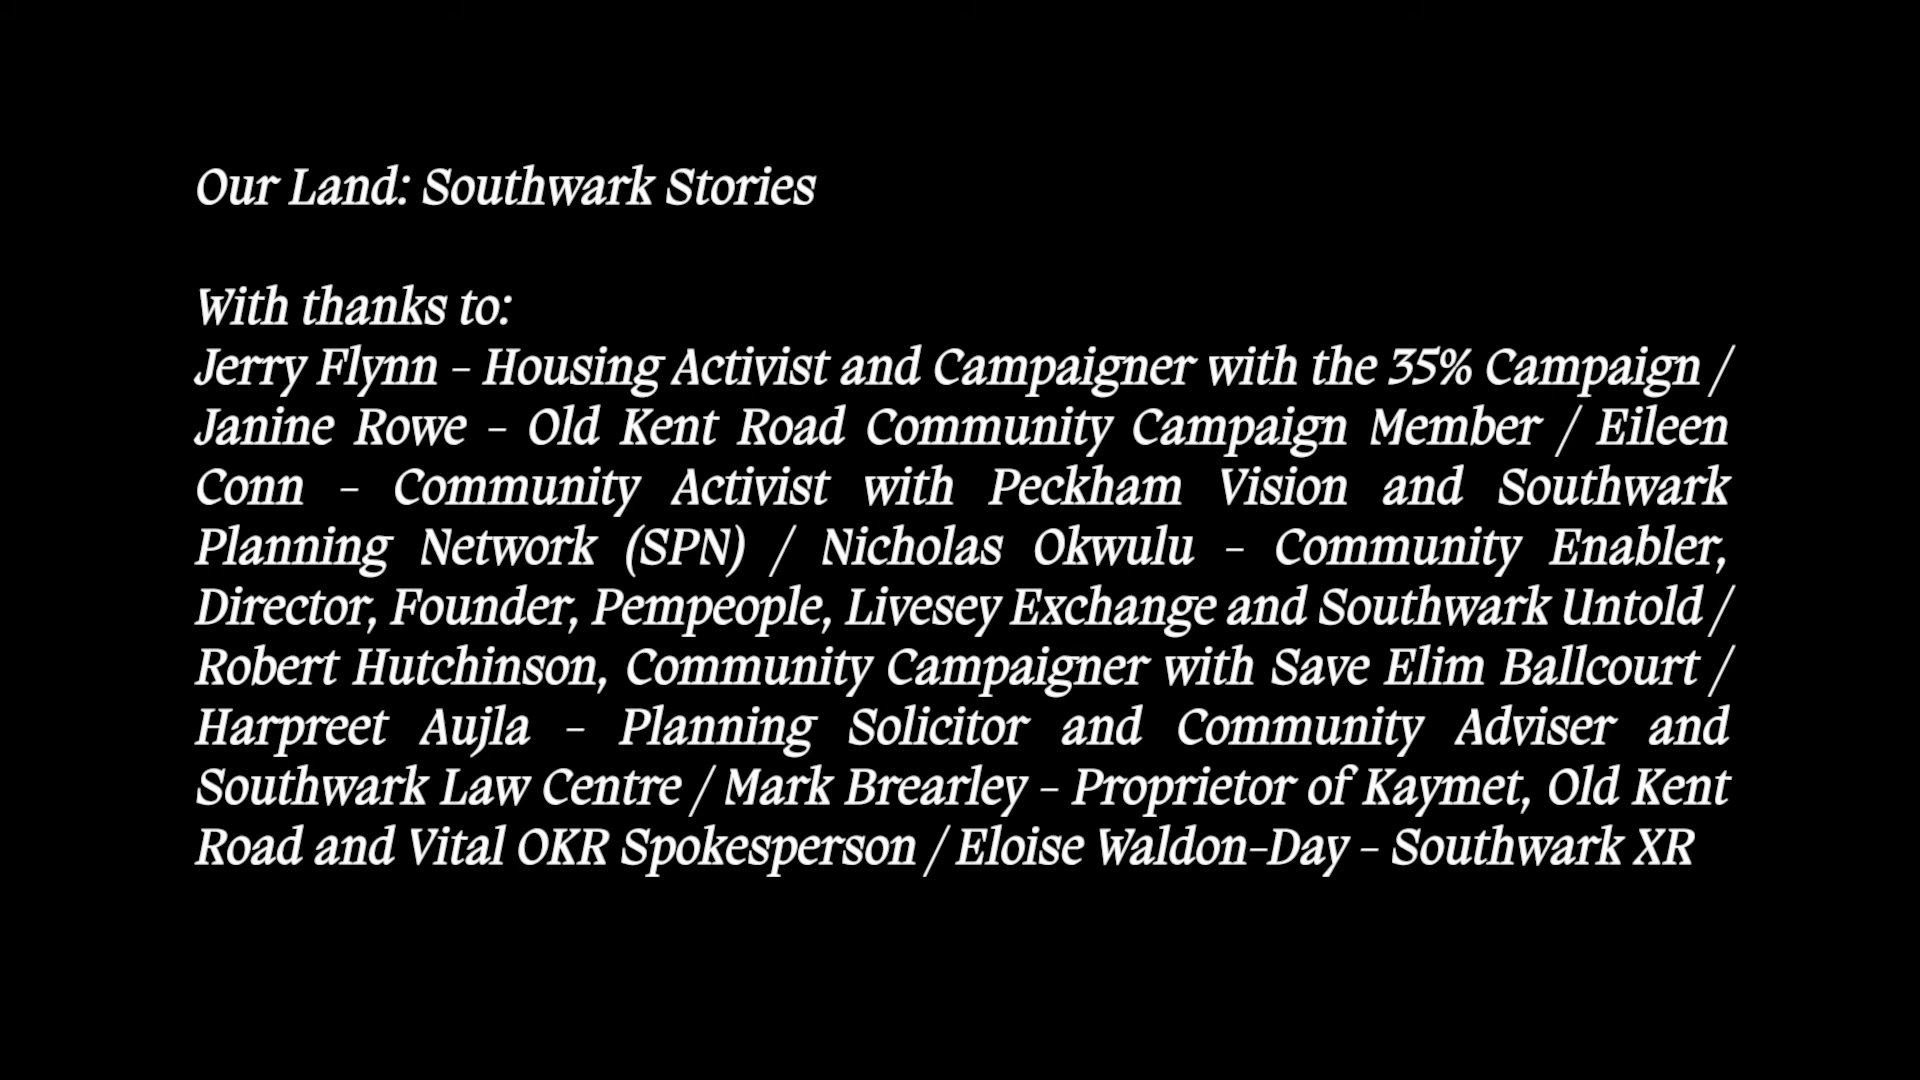 Our Land: Southwark Stories
With thanks to:
Jerry Flynn - Housing Activist and Campaigner with the 35% Campaign /
Janine Rowe - Old Kent Road Community Campaign Member / Eileen
Conn - Community Activist with Peckham Vision and Southwark
Planning Network (SPN) / Nicholas Okwulu - Community Enabler,
Director, Founder, Pempeople, Livesey Exchange and Southwark Untold /
Robert Hutchinson, Community Campaigner with Save Elim Ballcourt /
Harpreet Aujla - Planning Solicitor and Community Adviser and
Southwark Law Centre / Mark Brearley - Proprietor of Kaymet, Old Kent
Road and Vital OKR Spokesperson / Eloise Waldon-Day - Southwark XR